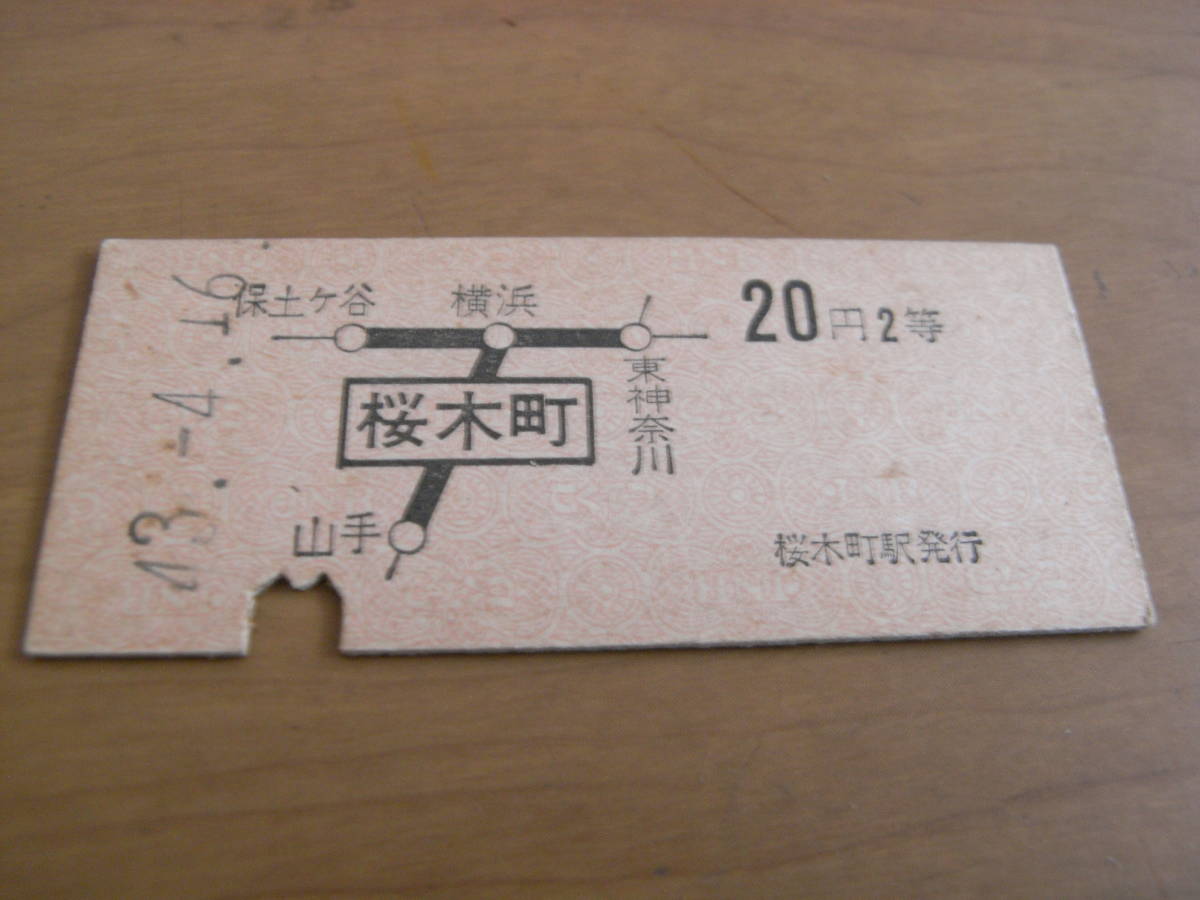 43.-4.16
保土ケ谷
横浜
東神奈川
桜木町
山手
20円2等
桜木町駅発行